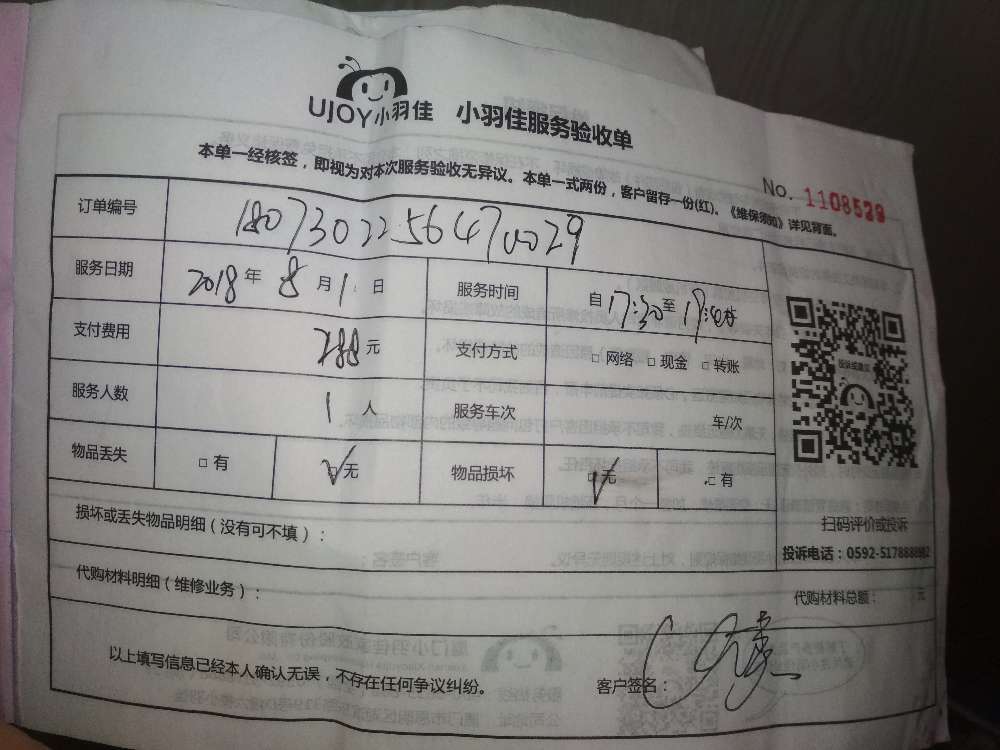 UJOY小羽佳 小羽佳服务验收单
本单一经核签，即视为对本次服务验收无异议。本单一式两份，客户留存一份(红)。《维保须知》详见背面。
No. 1108529
订单编号 1807302256470029
服务日期 2018年8月1日 服务时间 自17:30至
支付费用 288元 支付方式 □网络 □现金 □转账
服务人数 1人 服务车次 车/次
物品丢失 □有 □无 物品损坏 □无 □有
损坏或丢失物品明细（没有可不填）：
扫码评价或投诉
投诉电话：
代购材料明细（维修业务）： 代购材料总额： 元
以上填写信息已经本人确认无误，不存在任何争议纠纷。 客户签名：